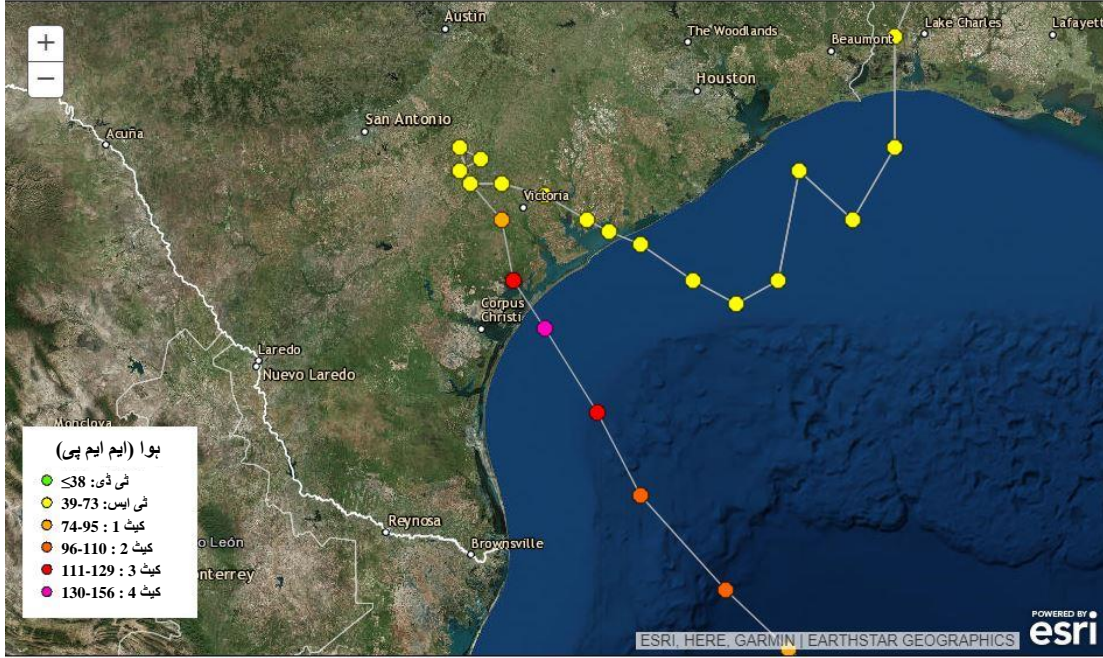 +
−
Austin
The Woodlands
Beaumont
Lake Charles
Lafayett
Houston
Acuña
San Antonio
Victoria
Corpus
Christi
Laredo
Nuevo Laredo
Monclova
Reynosa
Brownsville
o León
onterrey
ہوا (ایم ایم پی)
ٹی ڈی: 38≥
ٹی ایس: 73-39
کیٹ 1 : 95-74
کیٹ 2 : 110-96
کیٹ 3 : 129-111
کیٹ 4 : 156-130
ESRI, HERE, GARMIN | EARTHSTAR GEOGRAPHICS
POWERED BY
esri